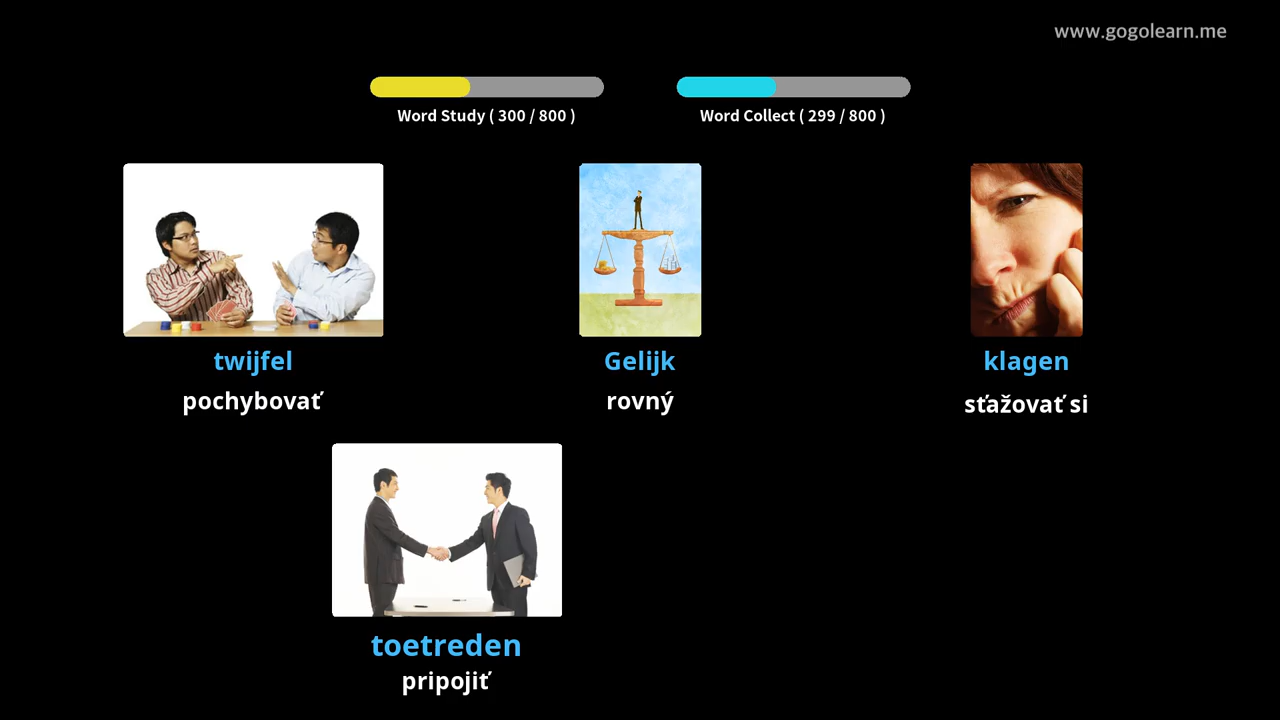 www.gogolearn.me
Word Study ( 300 / 800 )
Word Collect ( 299 / 800 )
twijfel
pochybovať
Gelijk
rovný
klagen
sťažovať si
toetreden
pripojiť